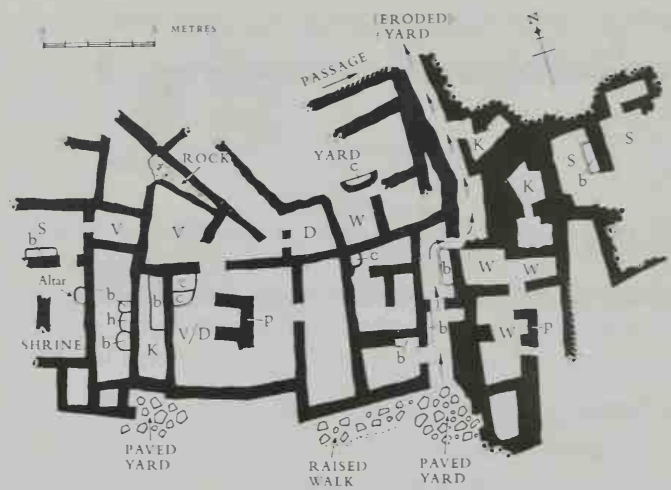 METRES
(ERODED)
YARD
N
PASSAGE
ROCK
YARD
K
S
S
b
K
c
S
b
V
V
D
W
Altar
b
c
c
c
b
W
W
b
h
b
V/D
p
b
W
p
SHRINE
K
b
PAVED
YARD
RAISED
WALK
PAVED
YARD